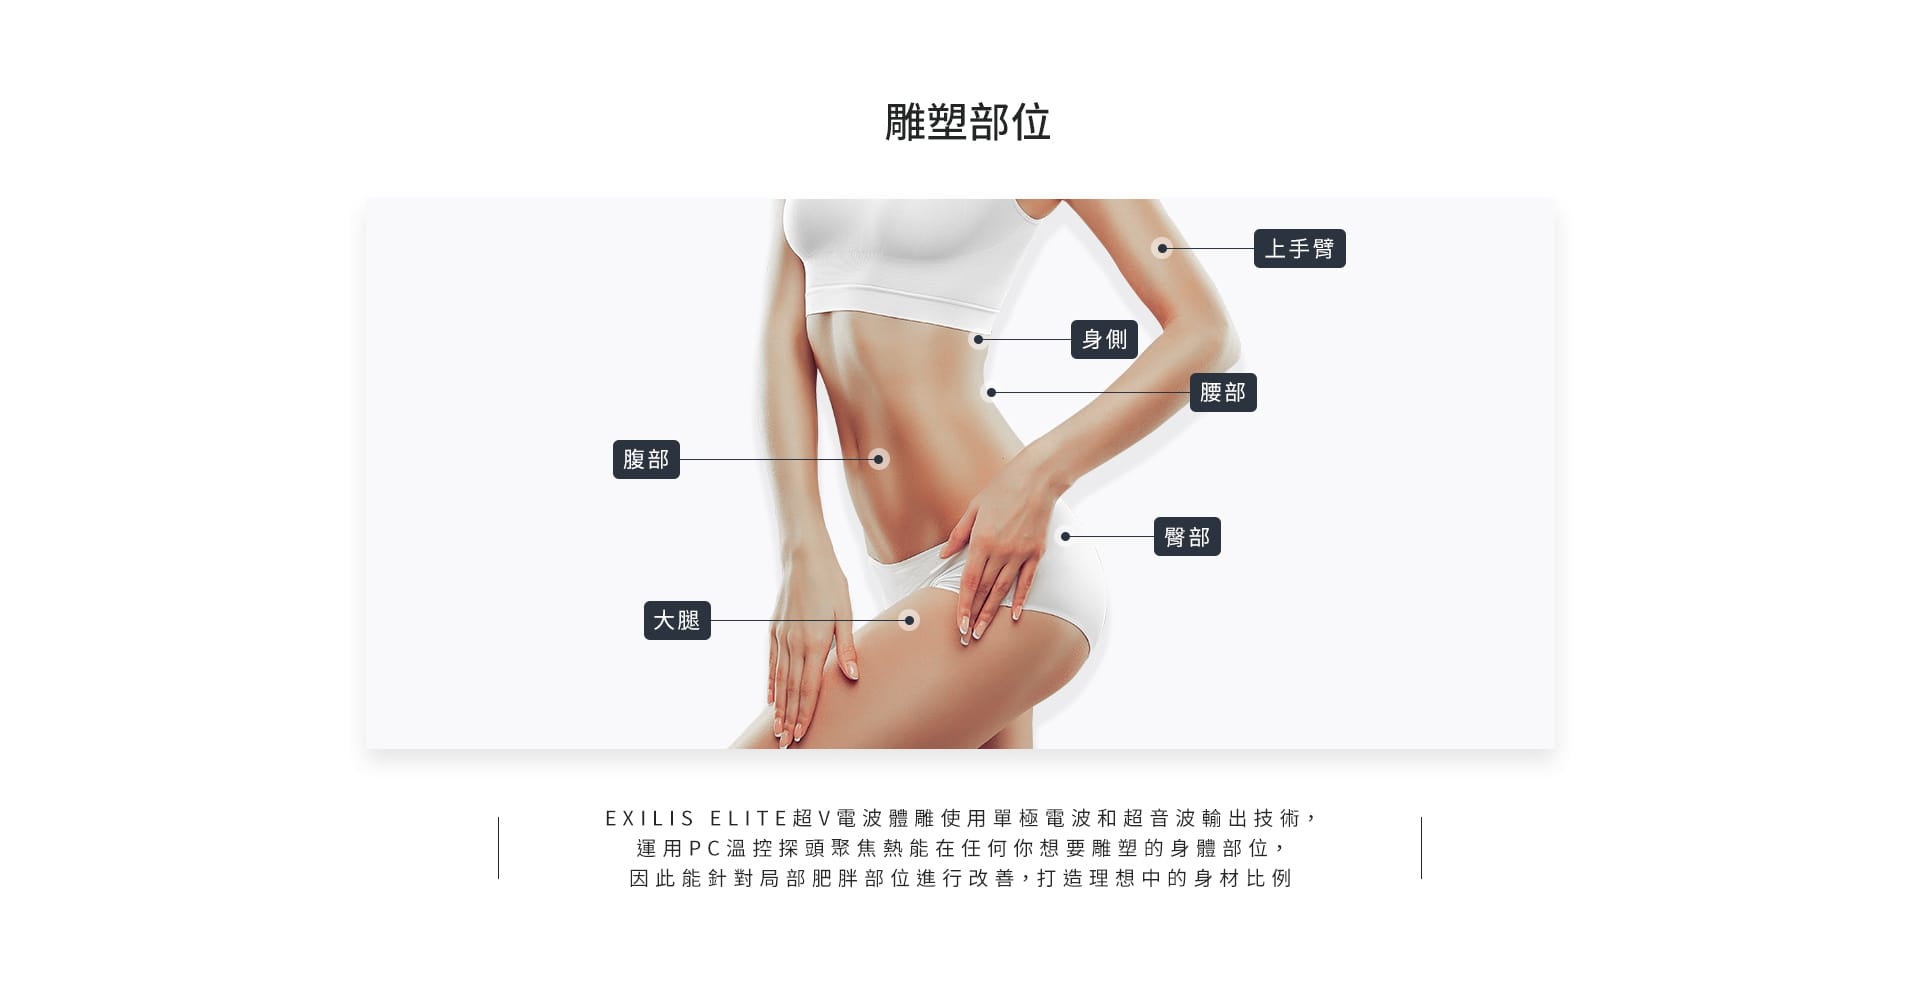 雕塑部位
上手臂
身側
腰部
腹部
臀部
大腿
EXILIS ELITE超V電波體雕使用單極電波和超音波輸出技術，
運用PC溫控探頭聚焦熱能在任何你想要雕塑的身體部位，
因此能針對局部肥胖部位進行改善，打造理想中的身材比例